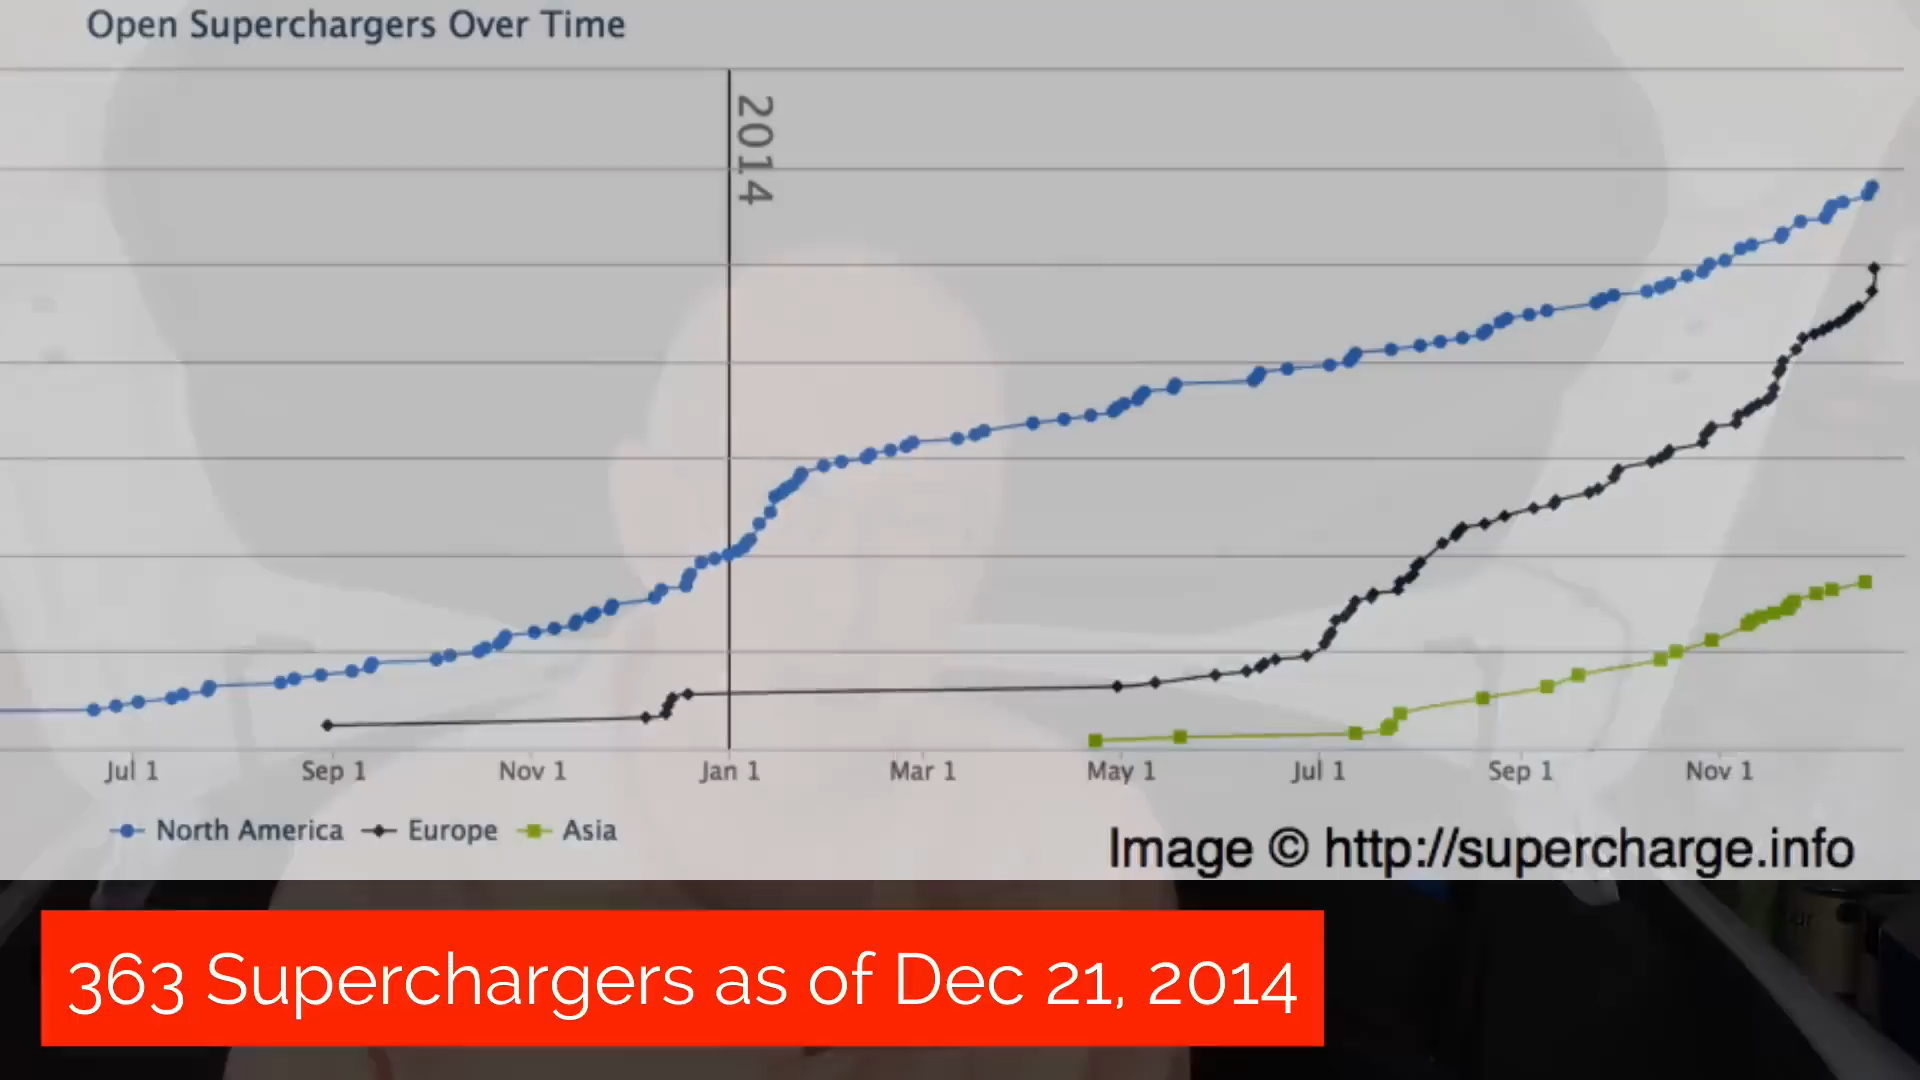 Open Superchargers Over Time
2014
Jul 1 Sep 1 Nov 1 Jan 1 Mar 1 May 1 Jul 1 Sep 1 Nov 1
North America Europe Asia
Image © http://supercharge.info
363 Superchargers as of Dec 21, 2014